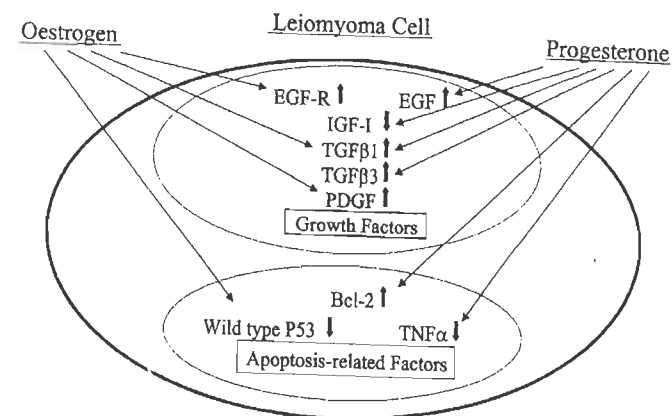 Leiomyoma Cell
Oestrogen
Progesterone
EGF-R ↑ EGF ↑
IGF-I ↓
TGFβ1 ↑
TGFβ3 ↑
PDGF ↑
Growth Factors
Bcl-2 ↑
Wild type P53 ↓ TNFα ↓
Apoptosis-related Factors